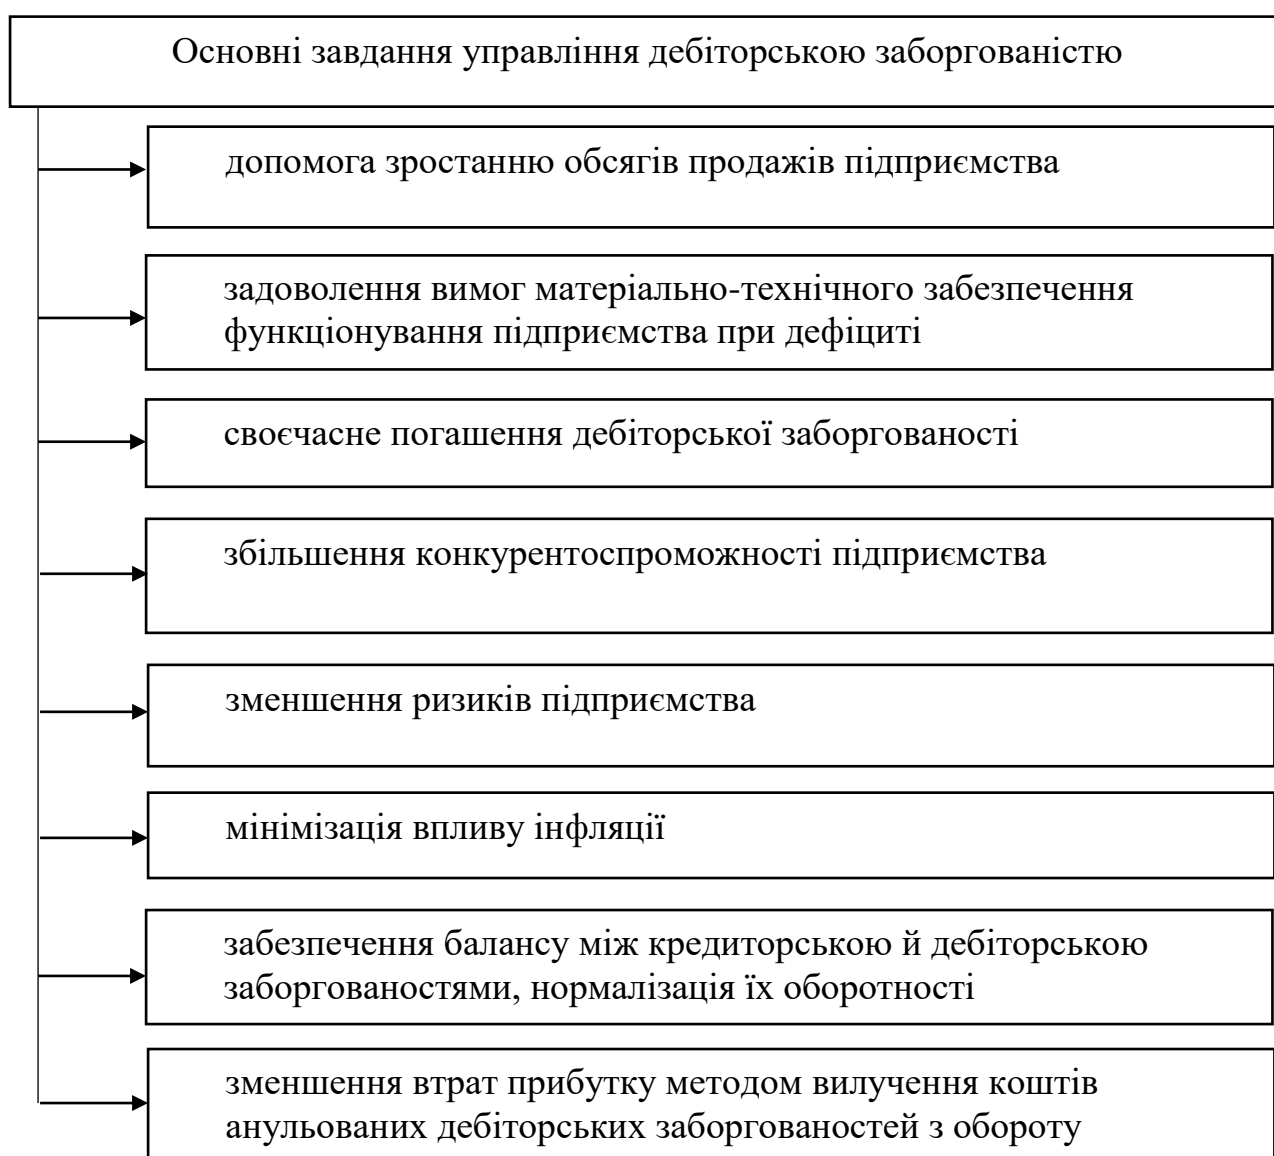 Основні завдання управління дебіторською заборгованістю
допомога зростанню обсягів продажів підприємства
задоволення вимог матеріально-технічного забезпечення
функціонування підприємства при дефіциті
своєчасне погашення дебіторської заборгованості
збільшення конкурентоспроможності підприємства
зменшення ризиків підприємства
мінімізація впливу інфляції
забезпечення балансу між кредиторською й дебіторською
заборгованостями, нормалізація їх оборотності
зменшення втрат прибутку методом вилучення коштів
анульованих дебіторських заборгованостей з обороту